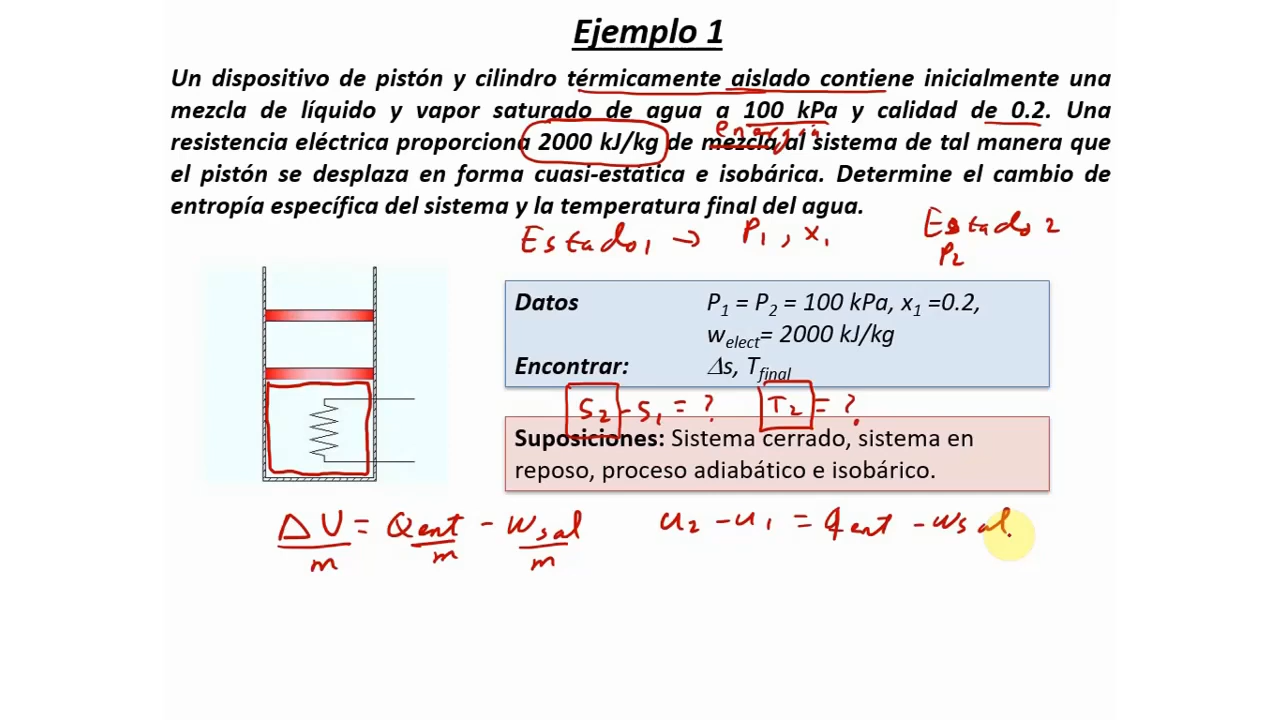 Ejemplo 1
Un dispositivo de pistón y cilindro térmicamente aislado contiene inicialmente una
mezcla de líquido y vapor saturado de agua a 100 kPa y calidad de 0.2. Una
energía
resistencia eléctrica proporciona 2000 kJ/kg de mezcla al sistema de tal manera que
el pistón se desplaza en forma cuasi-estática e isobárica. Determine el cambio de
entropía específica del sistema y la temperatura final del agua.
Estado 1 → P₁, x₁
Estado 2
P₂
Datos P₁ = P₂ = 100 kPa, x₁ =0.2,
w_elect= 2000 kJ/kg
Encontrar: Δs, T_final
S₂ - S₁ = ? T₂ = ?
Suposiciones: Sistema cerrado, sistema en
reposo, proceso adiabático e isobárico.
ΔU/m = Qent/m - Wsal/m u₂ - u₁ = qent - wsal